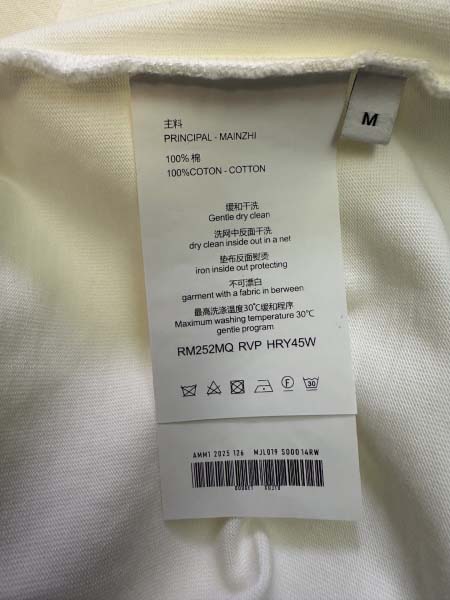 M
主料
PRINCIPAL - MAINZHI
100% 棉
100%COTON - COTTON
缓和干洗
Gentle dry clean
洗网中反面干洗
dry clean inside out in a net
垫布反面熨烫
iron inside out protecting
不可漂白
garment with a fabric in berween
最高洗涤温度30℃缓和程序
Maximum washing temperature 30℃
gentle program
RM252MQ RVP HRY45W
F
30
AMM1 2025 126 MJL019 S000 14RW